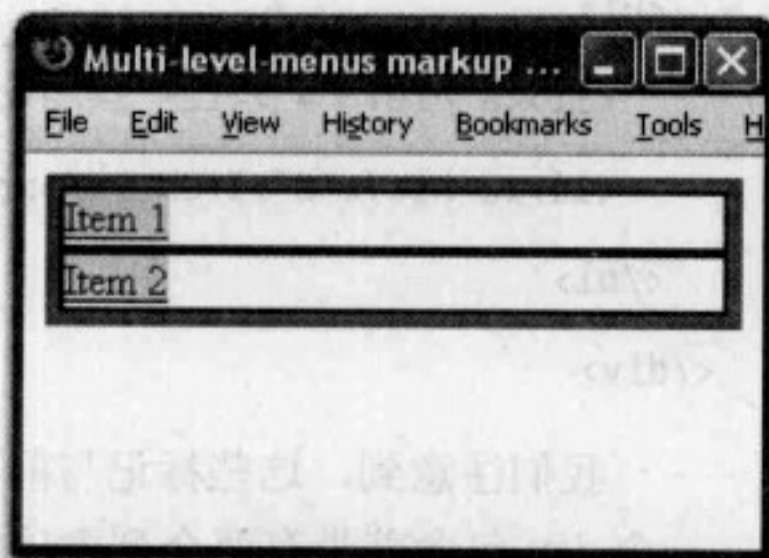 Multi-level-menus markup ...
File Edit View History Bookmarks Tools H
Item 1
Item 2